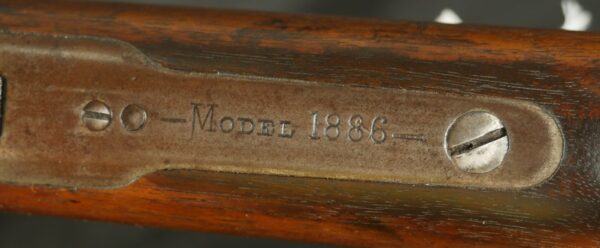 —Model 1886—